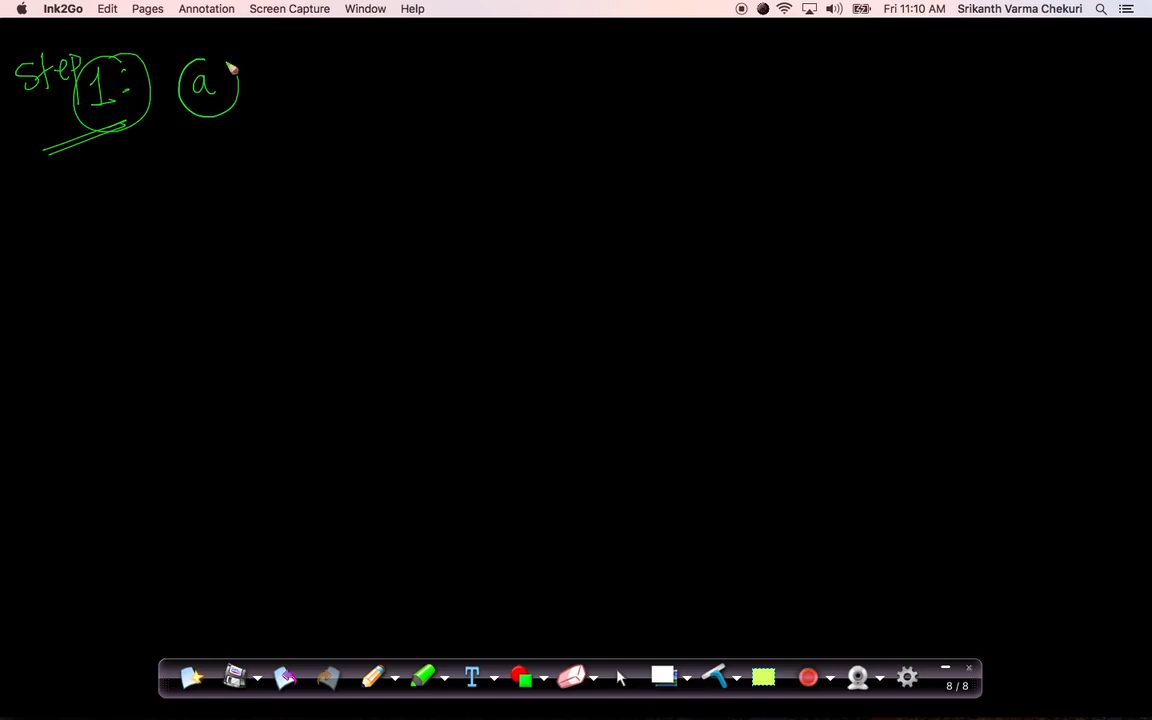 Ink2Go Edit Pages Annotation Screen Capture Window Help Fri 11:10 AM Srikanth Varma Chekuri
Step 1: a
T
8 / 8